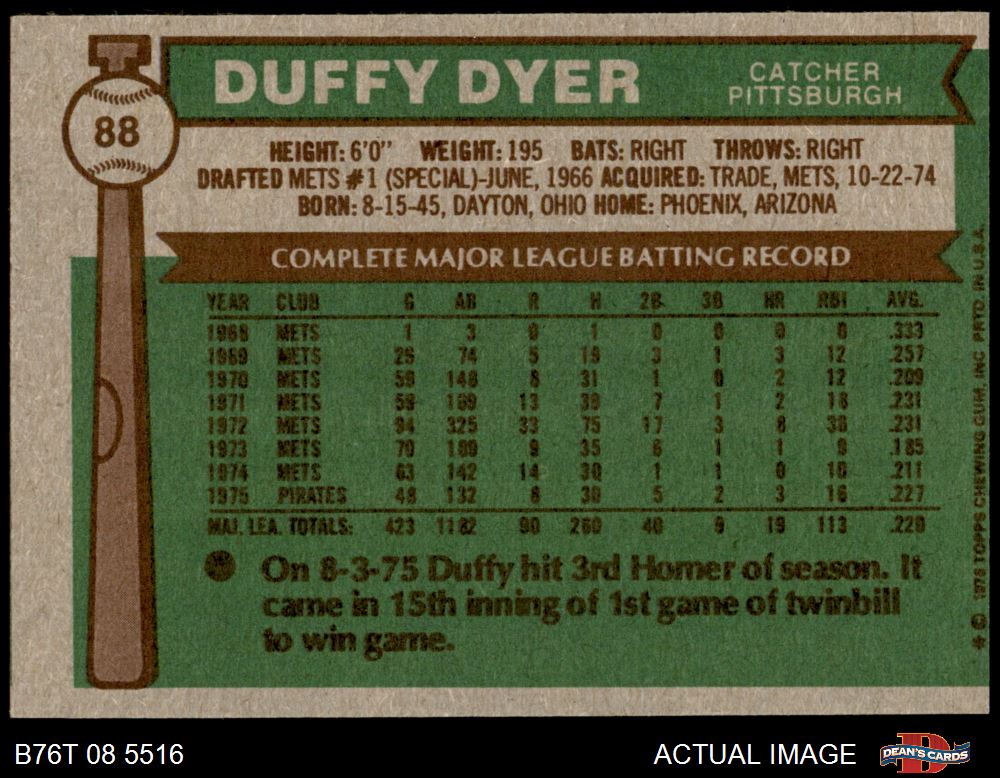 88
DUFFY DYER
CATCHER
PITTSBURGH
HEIGHT: 6'0" WEIGHT: 195 BATS: RIGHT THROWS: RIGHT
DRAFTED METS #1 (SPECIAL)-JUNE, 1966 ACQUIRED: TRADE, METS, 10-22-74
BORN: 8-15-45, DAYTON, OHIO HOME: PHOENIX, ARIZONA
COMPLETE MAJOR LEAGUE BATTING RECORD
YEAR CLUB G AB R H 2B 3B HR RBI AVG.
1968 METS 1 3 0 1 0 0 0 0 .333
1969 METS 29 74 5 19 3 1 3 12 .257
1970 METS 59 148 8 31 1 0 2 12 .209
1971 METS 59 169 13 39 7 1 2 18 .231
1972 METS 94 325 33 75 17 3 8 36 .231
1973 METS 70 189 9 35 6 1 1 9 .185
1974 METS 63 142 14 30 1 1 0 10 .211
1975 PIRATES 48 132 8 30 5 2 3 16 .227
MAJ. LEA. TOTALS: 423 1182 90 260 40 9 19 113 .220
On 8-3-75 Duffy hit 3rd Homer of season. It
came in 15th inning of 1st game of twinbill
to win game.
* © 1976 TOPPS CHEWING GUM, INC PRTD. IN U.S.A.
B76T 08 5516
ACTUAL IMAGE
D
DEAN'S CARDS